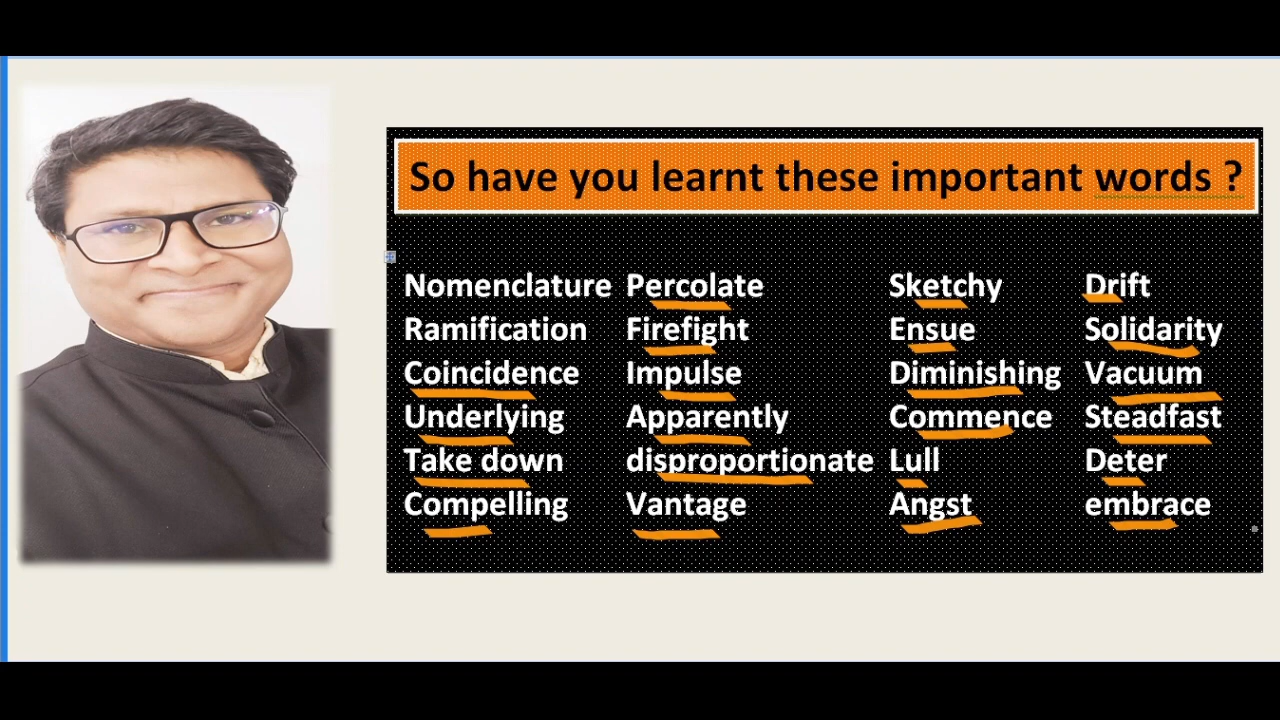 So have you learnt these important words ?
Nomenclature Percolate Sketchy Drift
Ramification Firefight Ensue Solidarity
Coincidence Impulse Diminishing Vacuum
Underlying Apparently Commence Steadfast
Take down disproportionate Lull Deter
Compelling Vantage Angst embrace